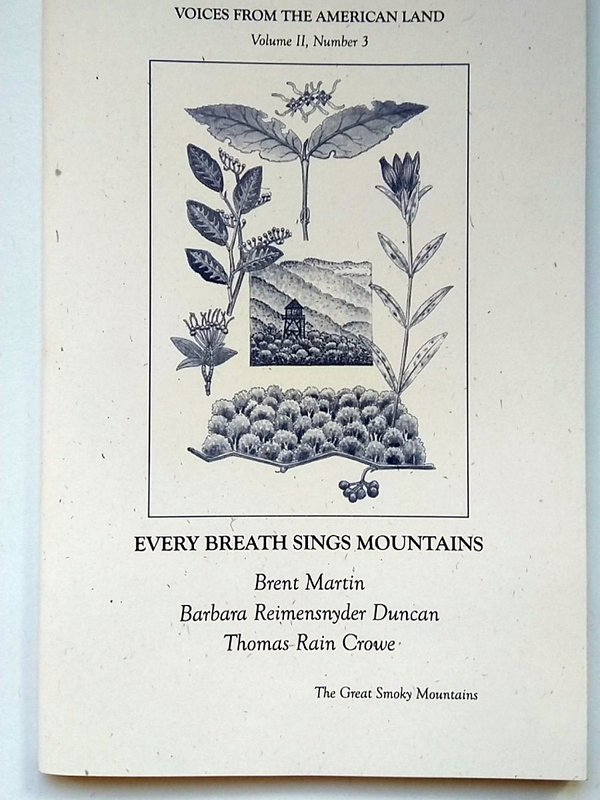 VOICES FROM THE AMERICAN LAND
Volume II, Number 3
EVERY BREATH SINGS MOUNTAINS
Brent Martin
Barbara Reimensnyder Duncan
Thomas Rain Crowe
The Great Smoky Mountains